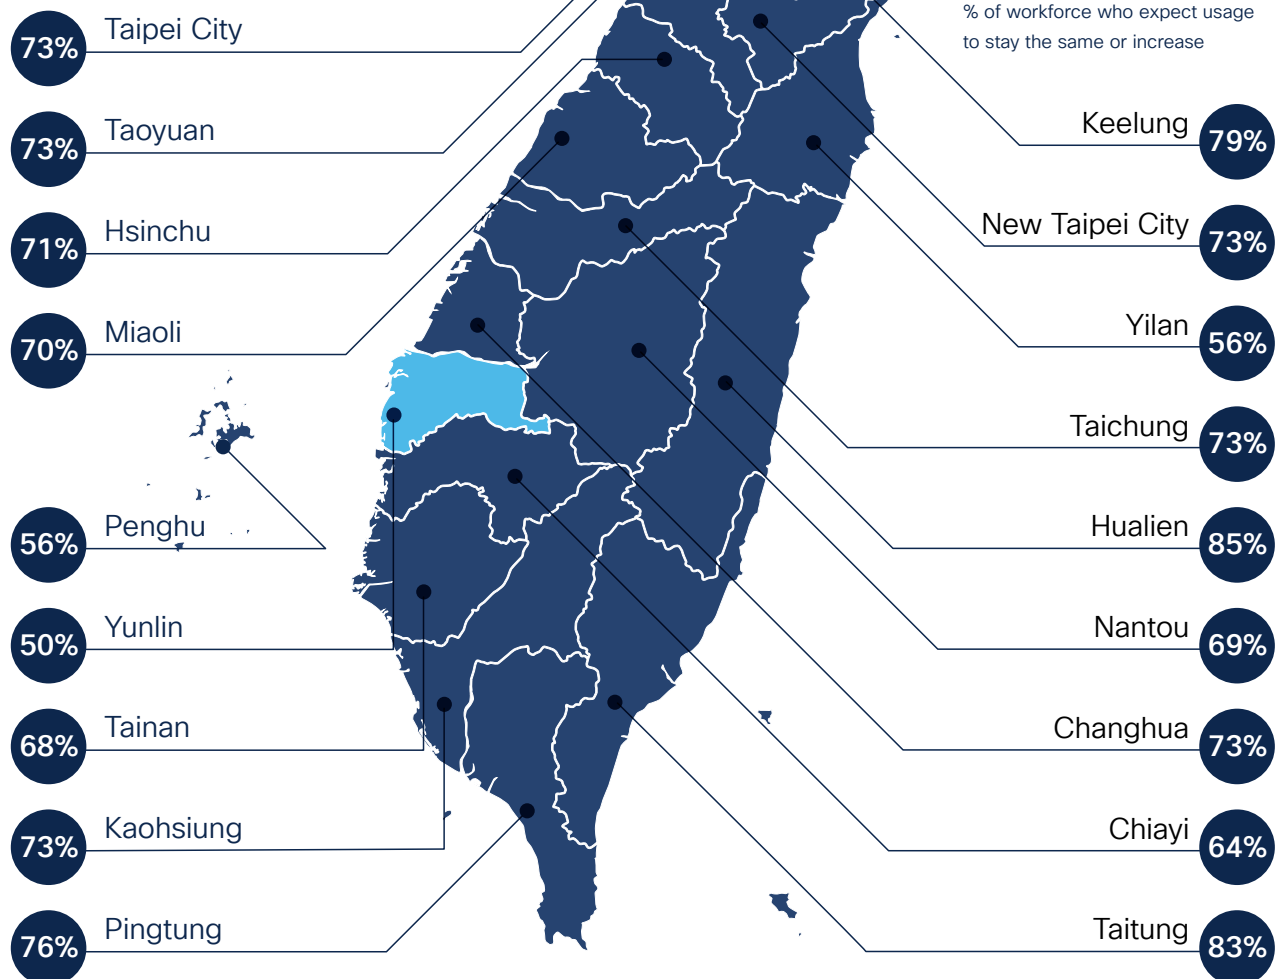 % of workforce who expect usage
to stay the same or increase
73% Taipei City
73% Taoyuan
71% Hsinchu
70% Miaoli
56% Penghu
50% Yunlin
68% Tainan
73% Kaohsiung
76% Pingtung
Keelung 79%
New Taipei City 73%
Yilan 56%
Taichung 73%
Hualien 85%
Nantou 69%
Changhua 73%
Chiayi 64%
Taitung 83%